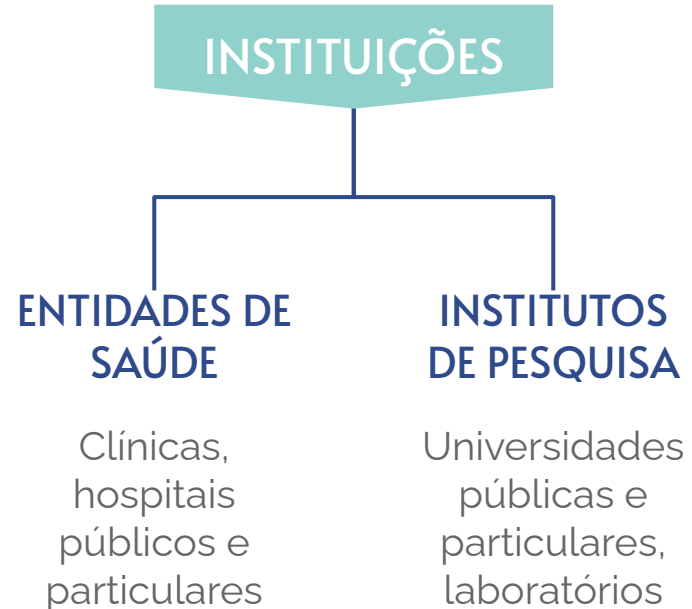 INSTITUIÇÕES
ENTIDADES DE
SAÚDE
Clínicas,
hospitais
públicos e
particulares
INSTITUTOS
DE PESQUISA
Universidades
públicas e
particulares,
laboratórios